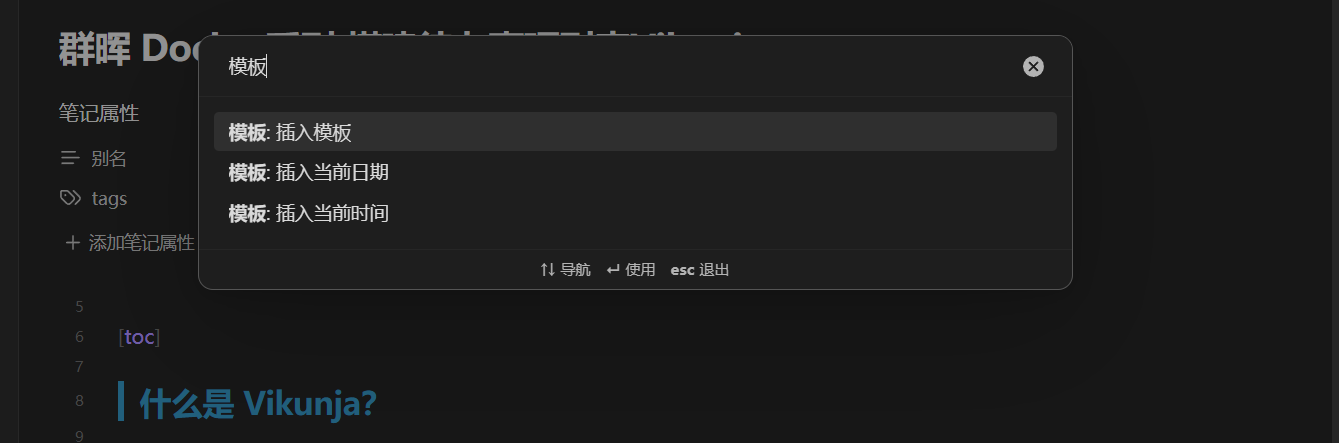 群晖 Doc
模板
笔记属性
模板: 插入模板
别名
模板: 插入当前日期
tags
模板: 插入当前时间
添加笔记属性
导航 使用 esc 退出
5
6 [toc]
7
8 什么是 Vikunja?
9